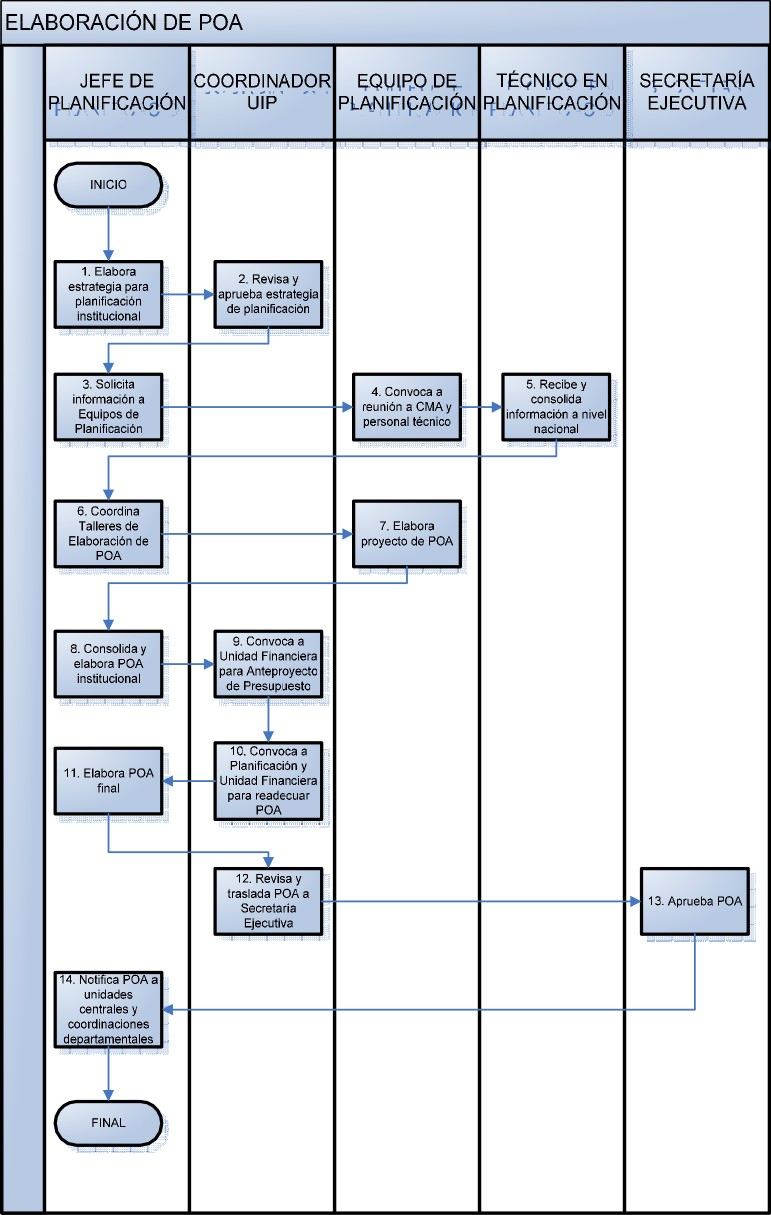 ELABORACIÓN DE POA
JEFE DE
PLANIFICACIÓN
COORDINADOR
UIP
EQUIPO DE
PLANIFICACIÓN
TÉCNICO EN
PLANIFICACIÓN
SECRETARÍA
EJECUTIVA
INICIO
1. Elabora
estrategia para
planificación
institucional
2. Revisa y
aprueba estrategia
de planificación
3. Solicita
información a
Equipos de
Planificación
4. Convoca a
reunión a CMA y
personal técnico
5. Recibe y
consolida
información a nivel
nacional
6. Coordina
Talleres de
Elaboración de
POA
7. Elabora
proyecto de POA
8. Consolida y
elabora POA
institucional
9. Convoca a
Unidad Financiera
para Anteproyecto
de Presupuesto
10. Convoca a
Planificación y
Unidad Financiera
para readecuar
POA
11. Elabora POA
final
12. Revisa y
traslada POA a
Secretaria
Ejecutiva
13. Aprueba POA
14. Notifica POA a
unidades
centrales y
coordinaciones
departamentales
FINAL